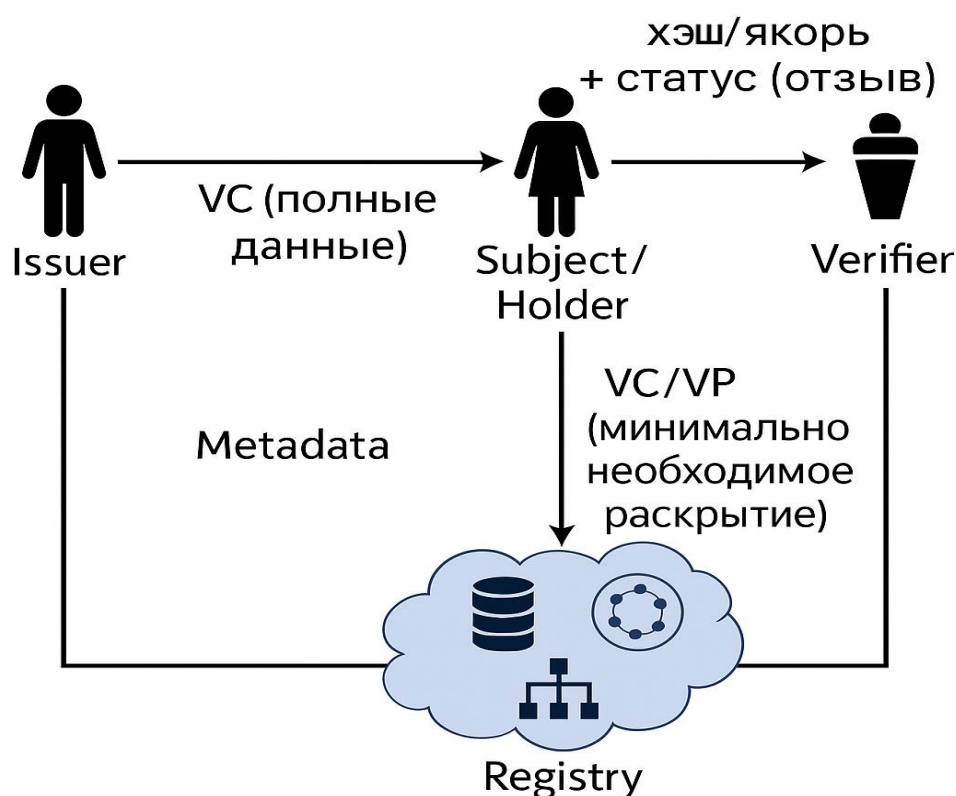 хэш/якорь
+ статус (отзыв)
VC (полные
данные)
Issuer
Subject/
Holder
Verifier
VC/VP
(минимально
необходимое
раскрытие)
Metadata
Registry